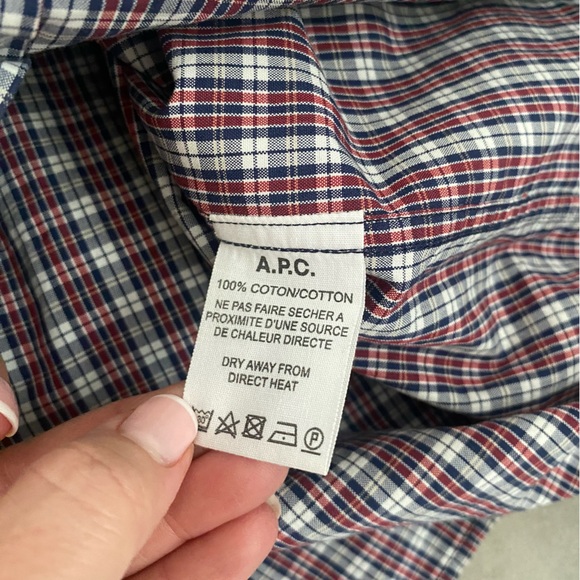 A.P.C.
100% COTON/COTTON
NE PAS FAIRE SECHER A
PROXIMITE D'UNE SOURCE
DE CHALEUR DIRECTE
DRY AWAY FROM
DIRECT HEAT
P